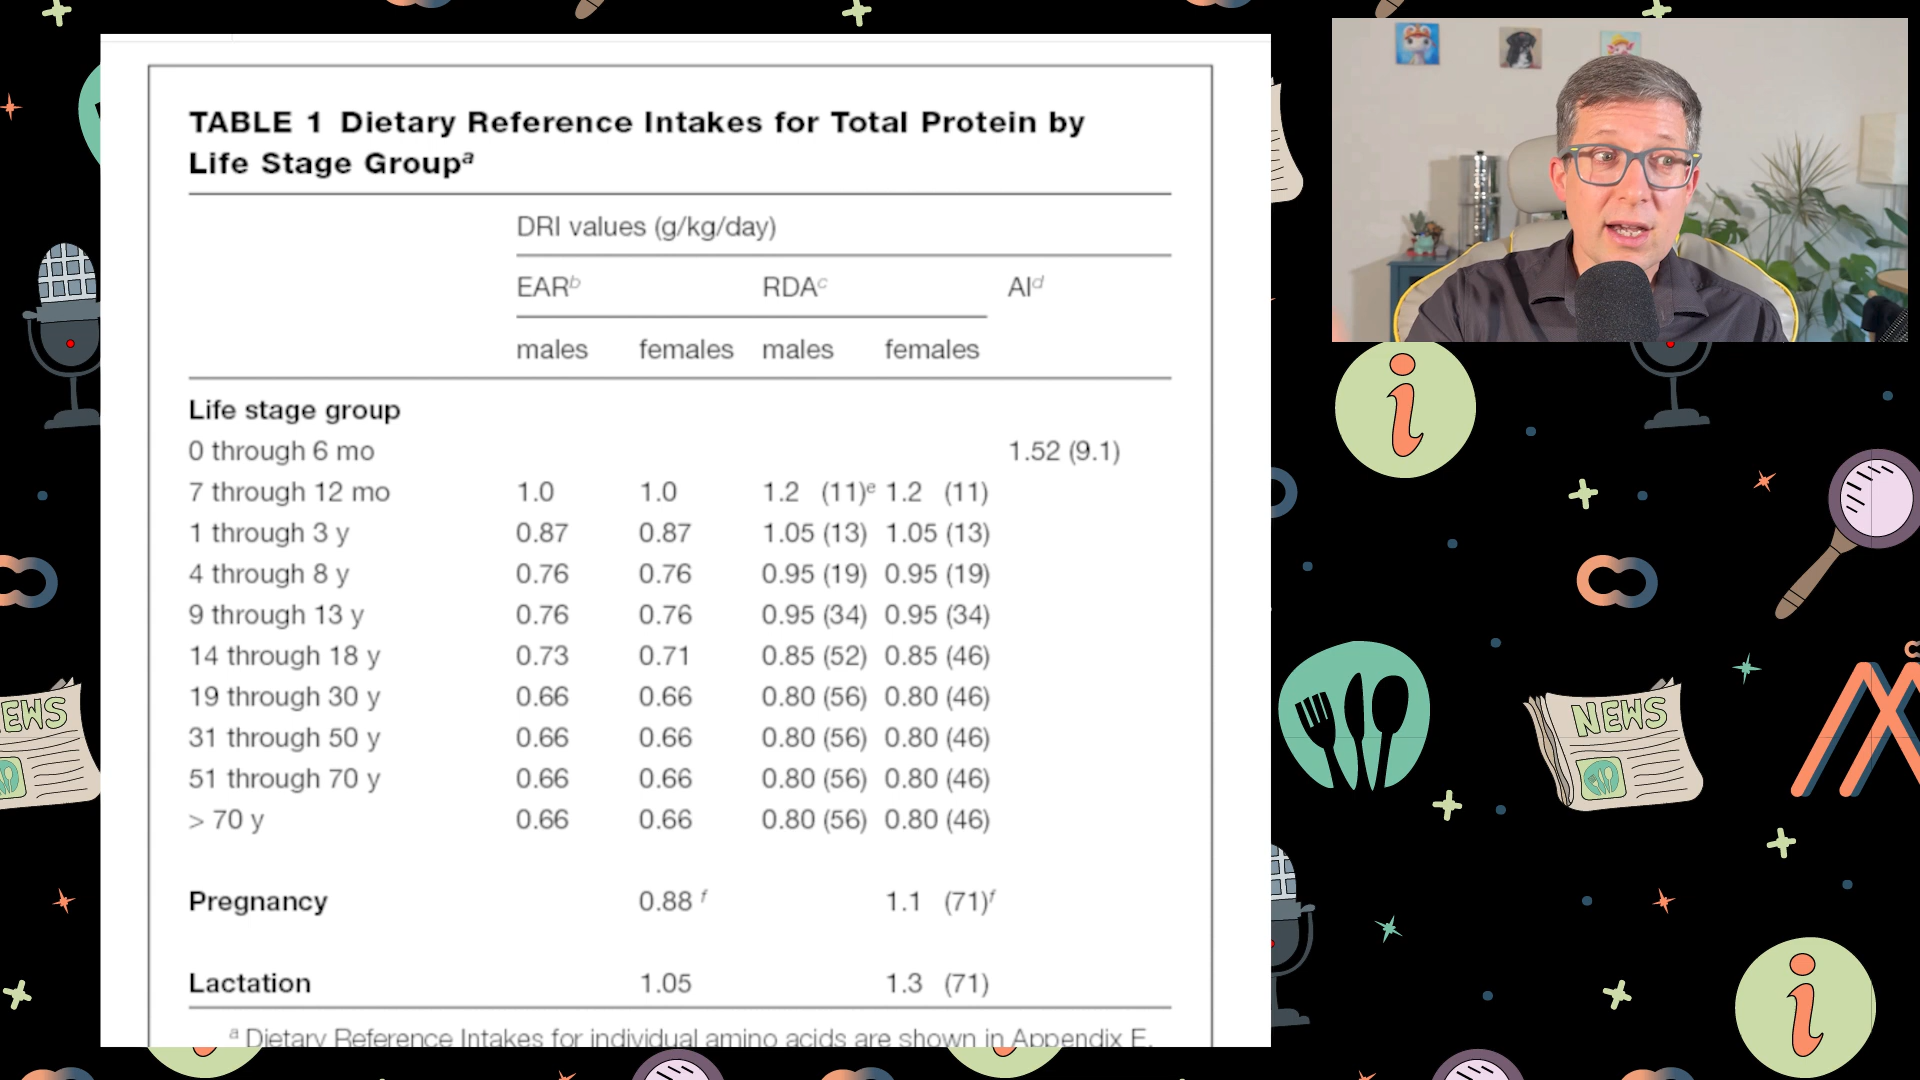 TABLE 1 Dietary Reference Intakes for Total Protein by
Life Stage Groupa
DRI values (g/kg/day)
EARb RDAc AId
males females males females
Life stage group
0 through 6 mo 1.52 (9.1)
7 through 12 mo 1.0 1.0 1.2 (11)e 1.2 (11)
1 through 3 y 0.87 0.87 1.05 (13) 1.05 (13)
4 through 8 y 0.76 0.76 0.95 (19) 0.95 (19)
9 through 13 y 0.76 0.76 0.95 (34) 0.95 (34)
14 through 18 y 0.73 0.71 0.85 (52) 0.85 (46)
19 through 30 y 0.66 0.66 0.80 (56) 0.80 (46)
31 through 50 y 0.66 0.66 0.80 (56) 0.80 (46)
51 through 70 y 0.66 0.66 0.80 (56) 0.80 (46)
> 70 y 0.66 0.66 0.80 (56) 0.80 (46)
Pregnancy 0.88 f 1.1 (71)f
Lactation 1.05 1.3 (71)
a Dietary Reference Intakes for individual amino acids are shown in Appendix E.
i
EWS
NEWS
i